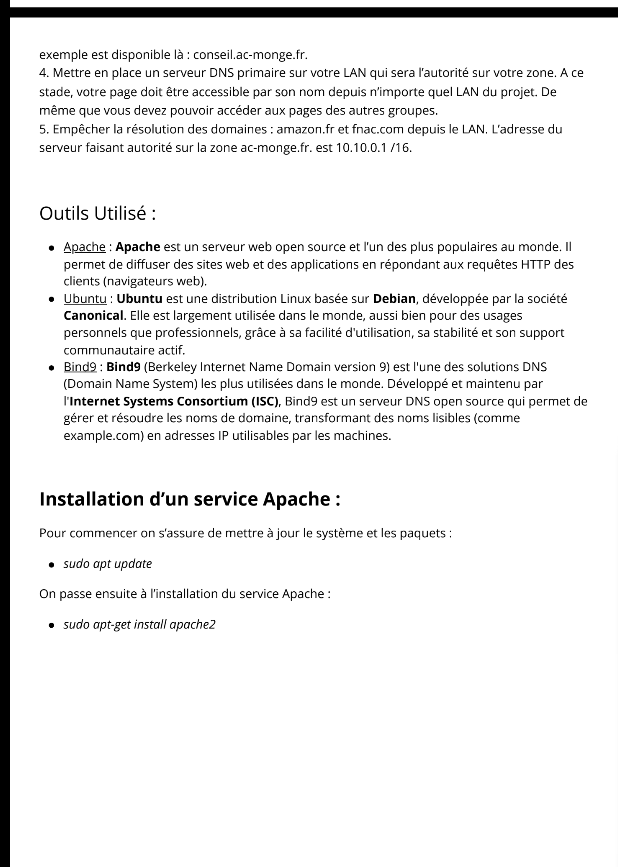 exemple est disponible là : conseil.ac-monge.fr.
4. Mettre en place un serveur DNS primaire sur votre LAN qui sera l’autorité sur votre zone. A ce
stade, votre page doit être accessible par son nom depuis n’importe quel LAN du projet. De
même que vous devez pouvoir accéder aux pages des autres groupes.
5. Empêcher la résolution des domaines : amazon.fr et fnac.com depuis le LAN. L’adresse du
serveur faisant autorité sur la zone ac-monge.fr. est 10.10.0.1 /16.
Outils Utilisé :
● Apache : Apache est un serveur web open source et l’un des plus populaires au monde. Il
permet de diffuser des sites web et des applications en répondant aux requêtes HTTP des
clients (navigateurs web).
● Ubuntu : Ubuntu est une distribution Linux basée sur Debian, développée par la société
Canonical. Elle est largement utilisée dans le monde, aussi bien pour des usages
personnels que professionnels, grâce à sa facilité d'utilisation, sa stabilité et son support
communautaire actif.
● Bind9 : Bind9 (Berkeley Internet Name Domain version 9) est l'une des solutions DNS
(Domain Name System) les plus utilisées dans le monde. Développé et maintenu par
l'Internet Systems Consortium (ISC), Bind9 est un serveur DNS open source qui permet de
gérer et résoudre les noms de domaine, transformant des noms lisibles (comme
example.com) en adresses IP utilisables par les machines.
Installation d’un service Apache :
Pour commencer on s’assure de mettre à jour le système et les paquets :
● sudo apt update
On passe ensuite à l’installation du service Apache :
● sudo apt-get install apache2